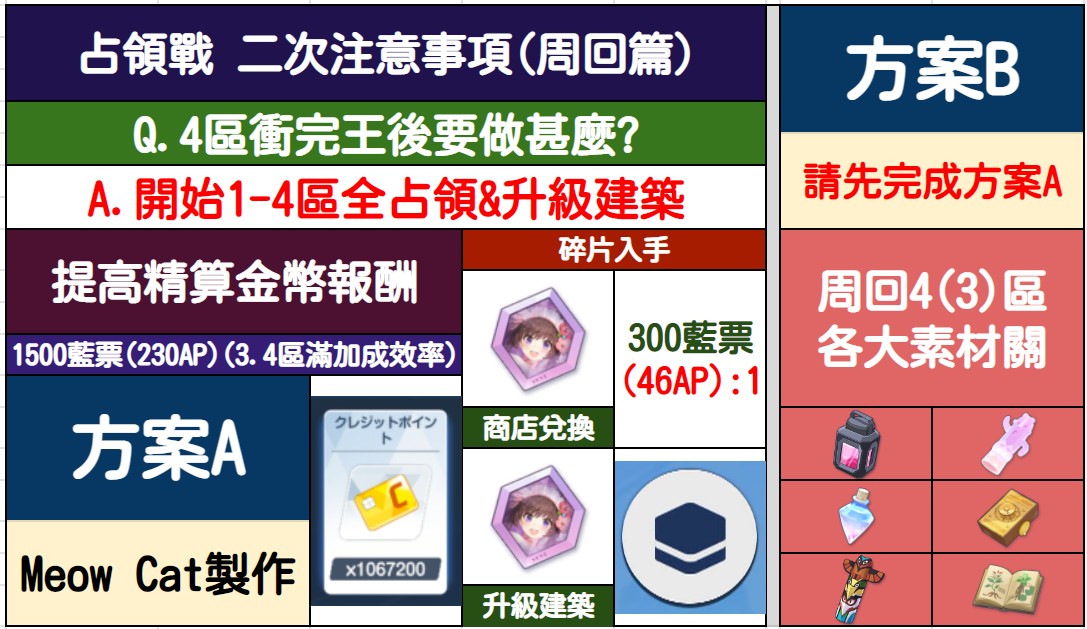 占領戰 二次注意事項(周回篇)
Q.4區衝完王後要做甚麼?
A.開始1-4區全占領&升級建築
提高精算金幣報酬
1500藍票(230AP)(3.4區滿加成效率)
方案A
Meow Cat製作
クレジットポイン
ト
x1067200
碎片入手
300藍票
(46AP):1
商店兌換
升級建築
方案B
請先完成方案A
周回4(3)區
各大素材關